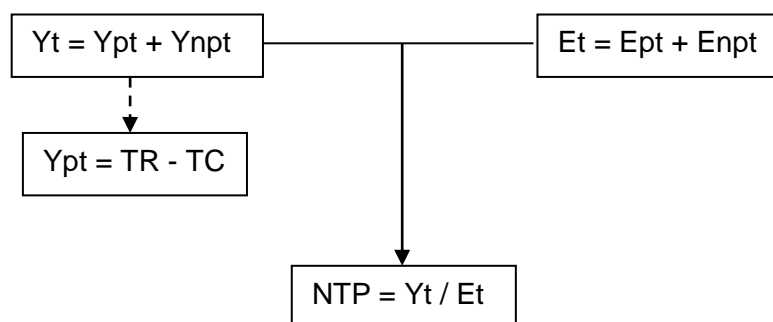 Yt = Ypt + Ynpt
Et = Ept + Enpt
Ypt = TR - TC
NTP = Yt / Et